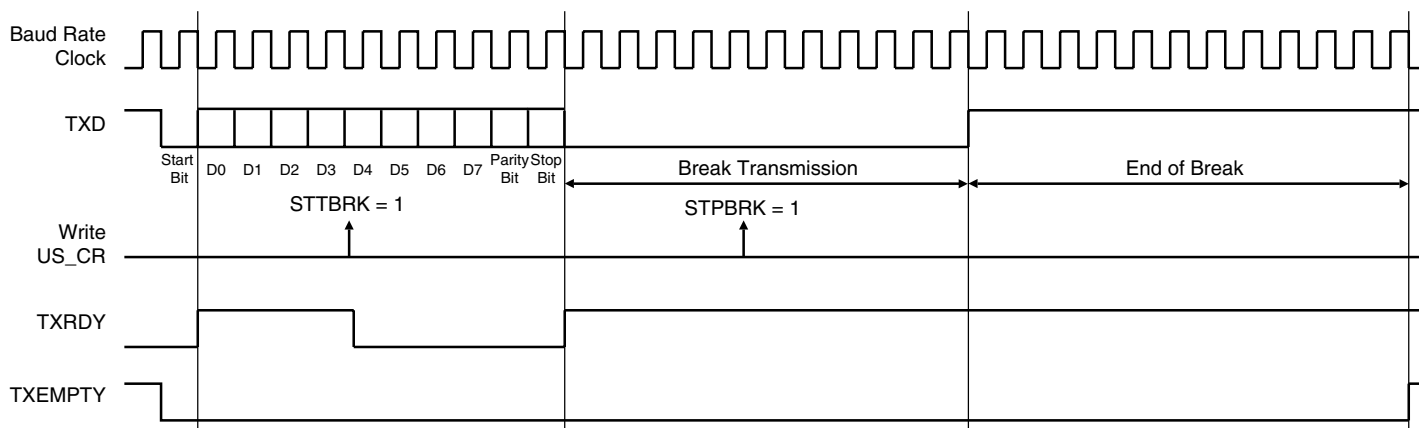 Baud Rate
Clock
TXD
Start
Bit
D0 D1 D2 D3 D4 D5 D6 D7
Parity
Bit
Stop
Bit
Break Transmission
End of Break
STTBRK = 1
STPBRK = 1
Write
US_CR
TXRDY
TXEMPTY